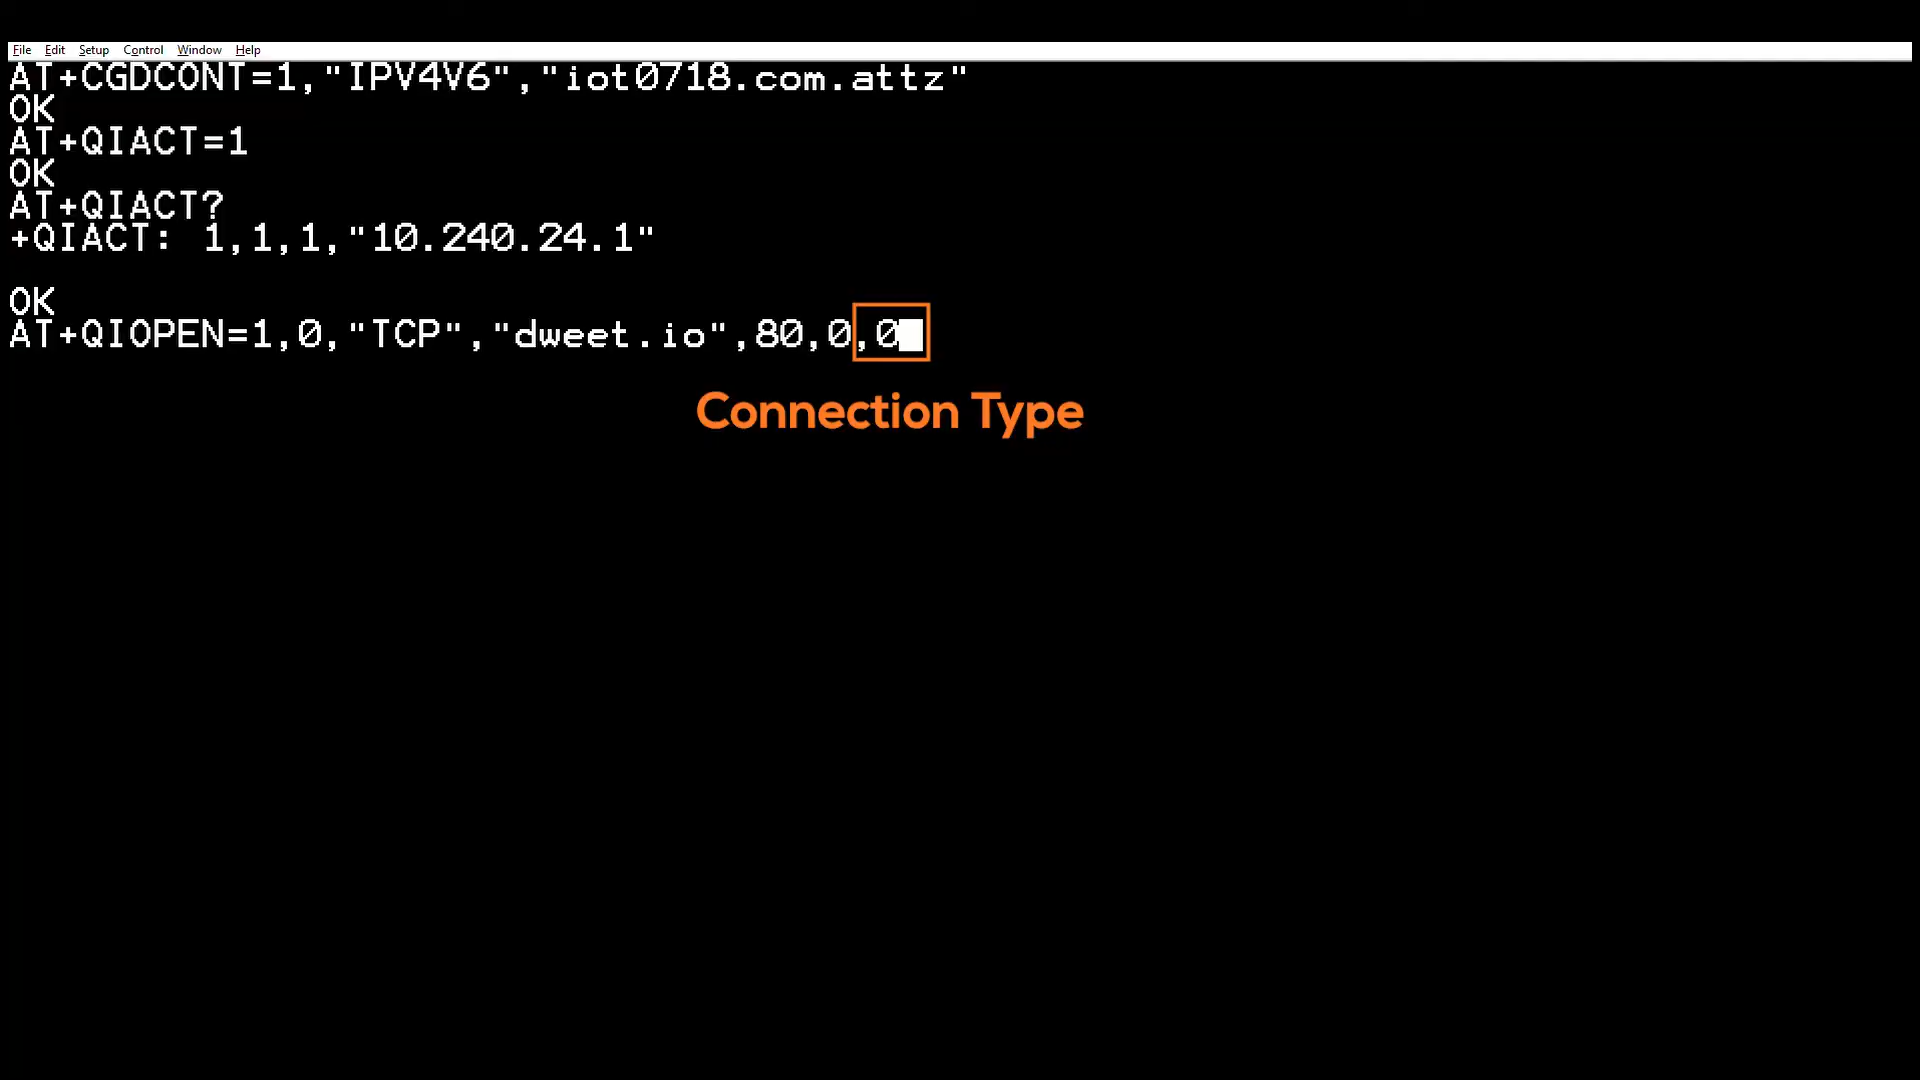 File Edit Setup Control Window Help
AT+CGDCONT=1,"IPV4V6","iot0718.com.attz"
OK
AT+QIACT=1
OK
AT+QIACT?
+QIACT: 1,1,1,"10.240.24.1"
OK
AT+QIOPEN=1,0,"TCP","dweet.io",80,0,0
Connection Type